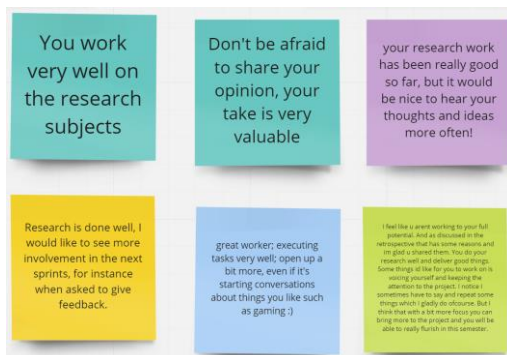 You work
very well on
the research
subjects
Don't be afraid
to share your
opinion, your
take is very
valuable
your research work
has been really good
so far, but it would
be nice to hear your
thoughts and ideas
more often!
Research is done well, I
would like to see more
involvement in the next
sprints, for instance
when asked to give
feedback.
great worker; executing
tasks very well; open up
a bit more, even if it's
starting conversations
about things you like such
as gaming :)
I feel like u arent working to your full
potential. And as discussed in the
retrospective that has some reasons and
im glad u shared them. You do your
research well and deliver good things.
Some things id like for you to work on is
voicing yourself and keeping the
attention to the project. I notice I
sometimes have to say and repeat some
things which I gladly do ofcourse. But I
think that with a bit more focus you can
bring more to the project and you will be
able to really flurish in this semester.